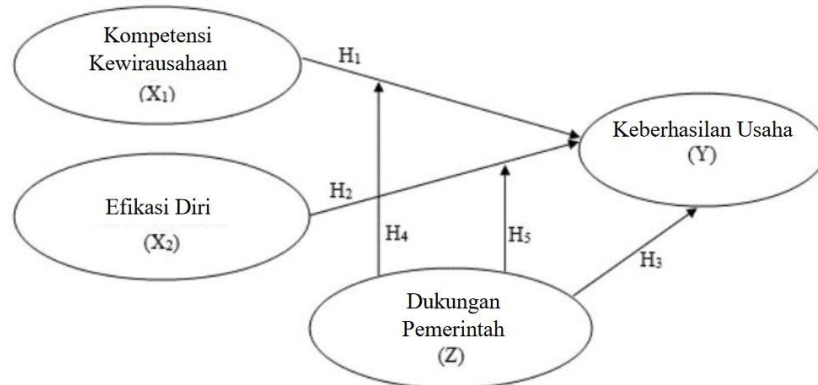 Kompetensi
Kewirausahaan
(X₁)
H₁
Keberhasilan Usaha
(Y)
H₂
Efikasi Diri
(X₂)
H₄
H₅
H₃
Dukungan
Pemerintah
(Z)